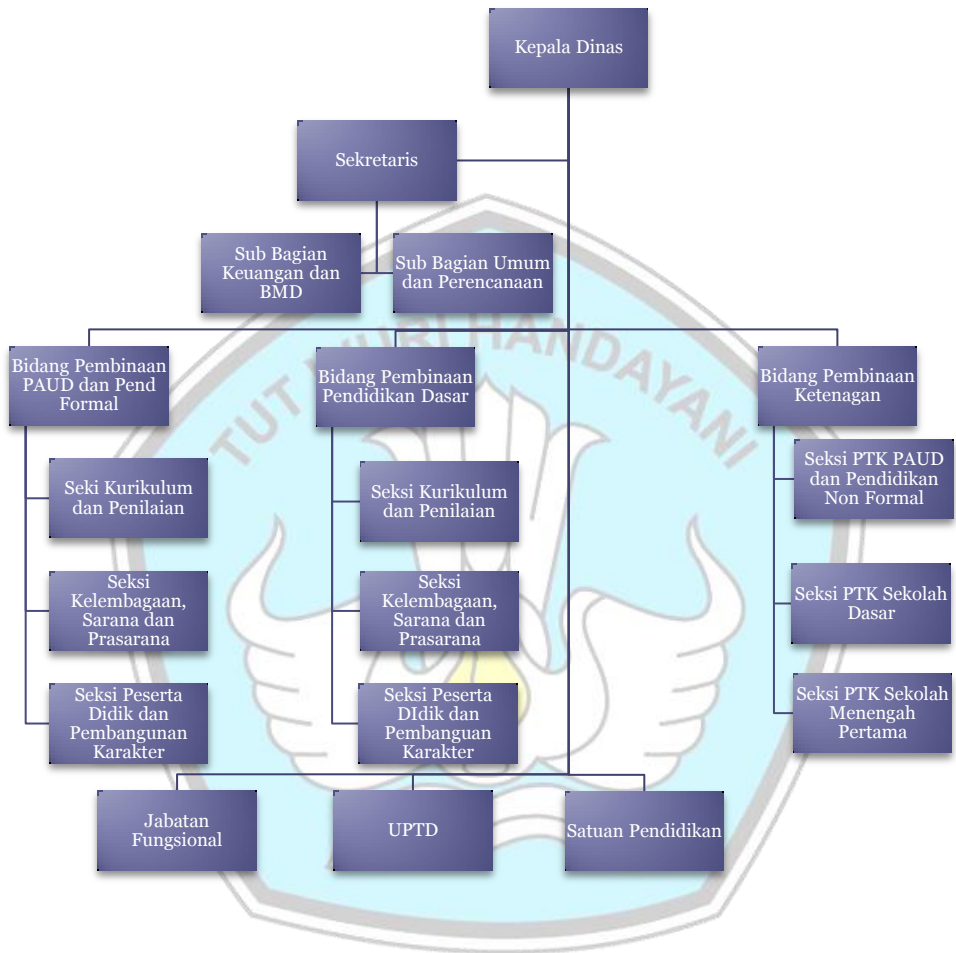 Kepala Dinas
Sekretaris
Sub Bagian
Keuangan dan
BMD
Sub Bagian Umum
dan Perencanaan
TUT WURI HANDAYANI
Bidang Pembinaan
PAUD dan Pend
Formal
Bidang Pembinaan
Pendidikan Dasar
Bidang Pembinaan
Ketenagan
Seki Kurikulum
dan Penilaian
Seksi Kurikulum
dan Penilaian
Seksi PTK PAUD
dan Pendidikan
Non Formal
Seksi
Kelembagaan,
Sarana dan
Prasarana
Seksi
Kelembagaan,
Sarana dan
Prasarana
Seksi PTK Sekolah
Dasar
Seksi Peserta
Didik dan
Pembangunan
Karakter
Seksi Peserta
DIdik dan
Pembanguan
Karakter
Seksi PTK Sekolah
Menengah
Pertama
Jabatan
Fungsional
UPTD
Satuan Pendidikan